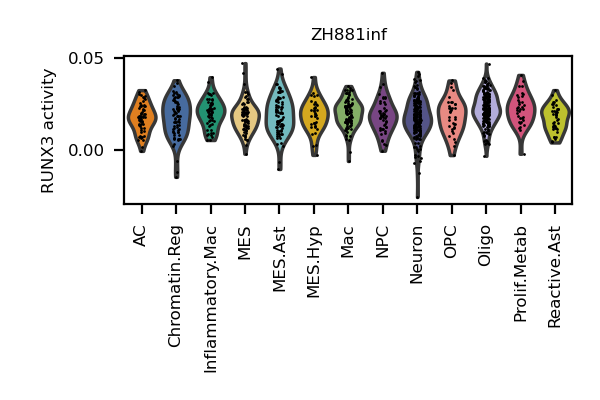 ZH881inf
RUNX3 activity
0.05
0.00
AC
Chromatin.Reg
Inflammatory.Mac
MES
MES.Ast
MES.Hyp
Mac
NPC
Neuron
OPC
Oligo
Prolif.Metab
Reactive.Ast